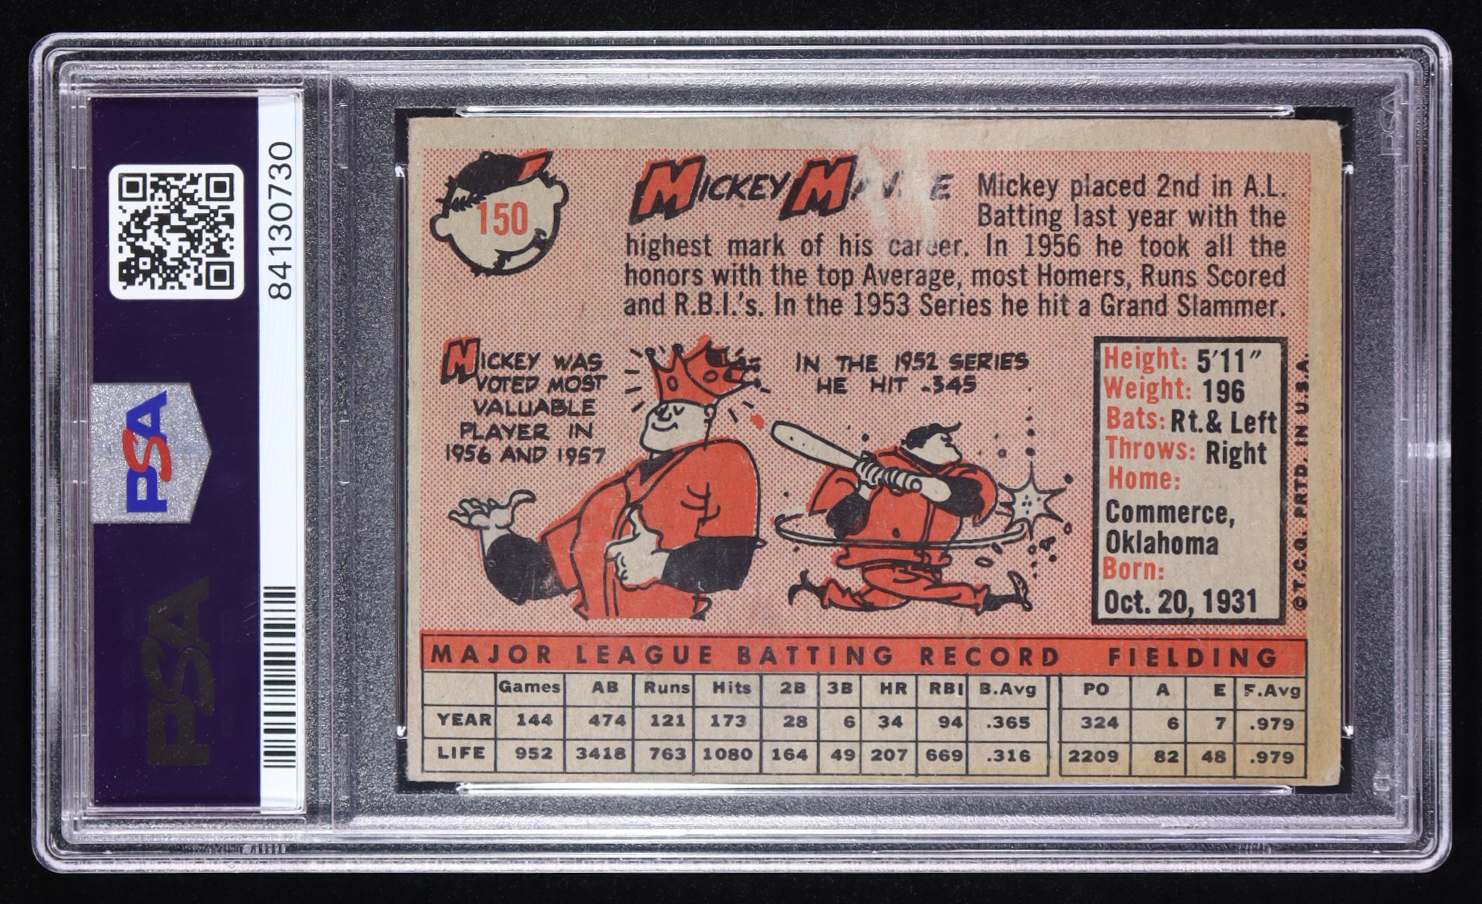 84130730
PSA
PSA
150
MICKEY
Mickey placed 2nd in A.L.
Batting last year with the
highest mark of his career. In 1956 he took all the
honors with the top Average, most Homers, Runs Scored
and R.B.I.'s. In the 1953 Series he hit a Grand Slammer.
MICKEY WAS
VOTED MOST
VALUABLE
PLAYER IN
1956 AND 1957
IN THE 1952 SERIES
HE HIT .345
Height: 5'11"
Weight: 196
Bats: Rt. & Left
Throws: Right
Home:
Commerce,
Oklahoma
Born:
Oct. 20, 1931
©T.C.G. PRTD. IN U.S.A.
MAJOR LEAGUE BATTING RECORD FIELDING
Games AB Runs Hits 2B 3B HR RBI B.Avg PO A E F.Avg
YEAR 144 474 121 173 28 6 34 94 .365 324 6 7 .979
LIFE 952 3418 763 1080 164 49 207 669 .316 2209 82 48 .979